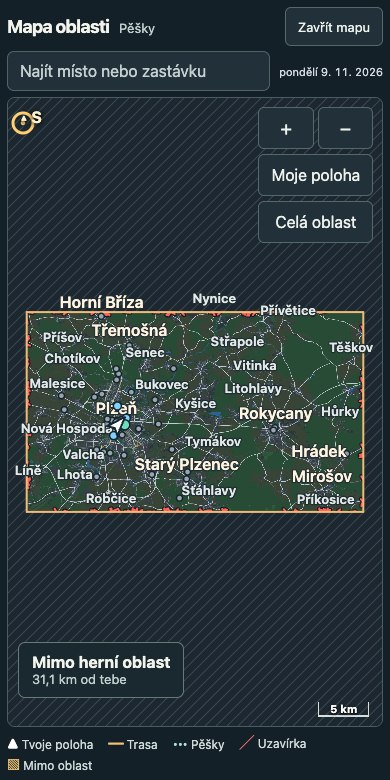 Mapa oblasti Pěšky
Zavřít mapu
Najít místo nebo zastávku
pondělí 9. 11. 2026
S
+
−
Moje poloha
Celá oblast
Horní Bříza
Nynice
Přívětice
Příšov
Třemošná
Střapole
Těškov
Chotíkov
Senec
Vitinka
Malesice
Bukovec
Litohlavy
Plzeň
Kyšice
Rokycany
Hůrky
Nová Hospoda
Tymákov
Valcha
Hrádek
Líně
Lhota
Starý Plzenec
Mirošov
Robčice
Šťáhlavy
Příkosice
Mimo herní oblast
31,1 km od tebe
5 km
Tvoje poloha
Trasa
Pěšky
Uzavírka
Mimo oblast